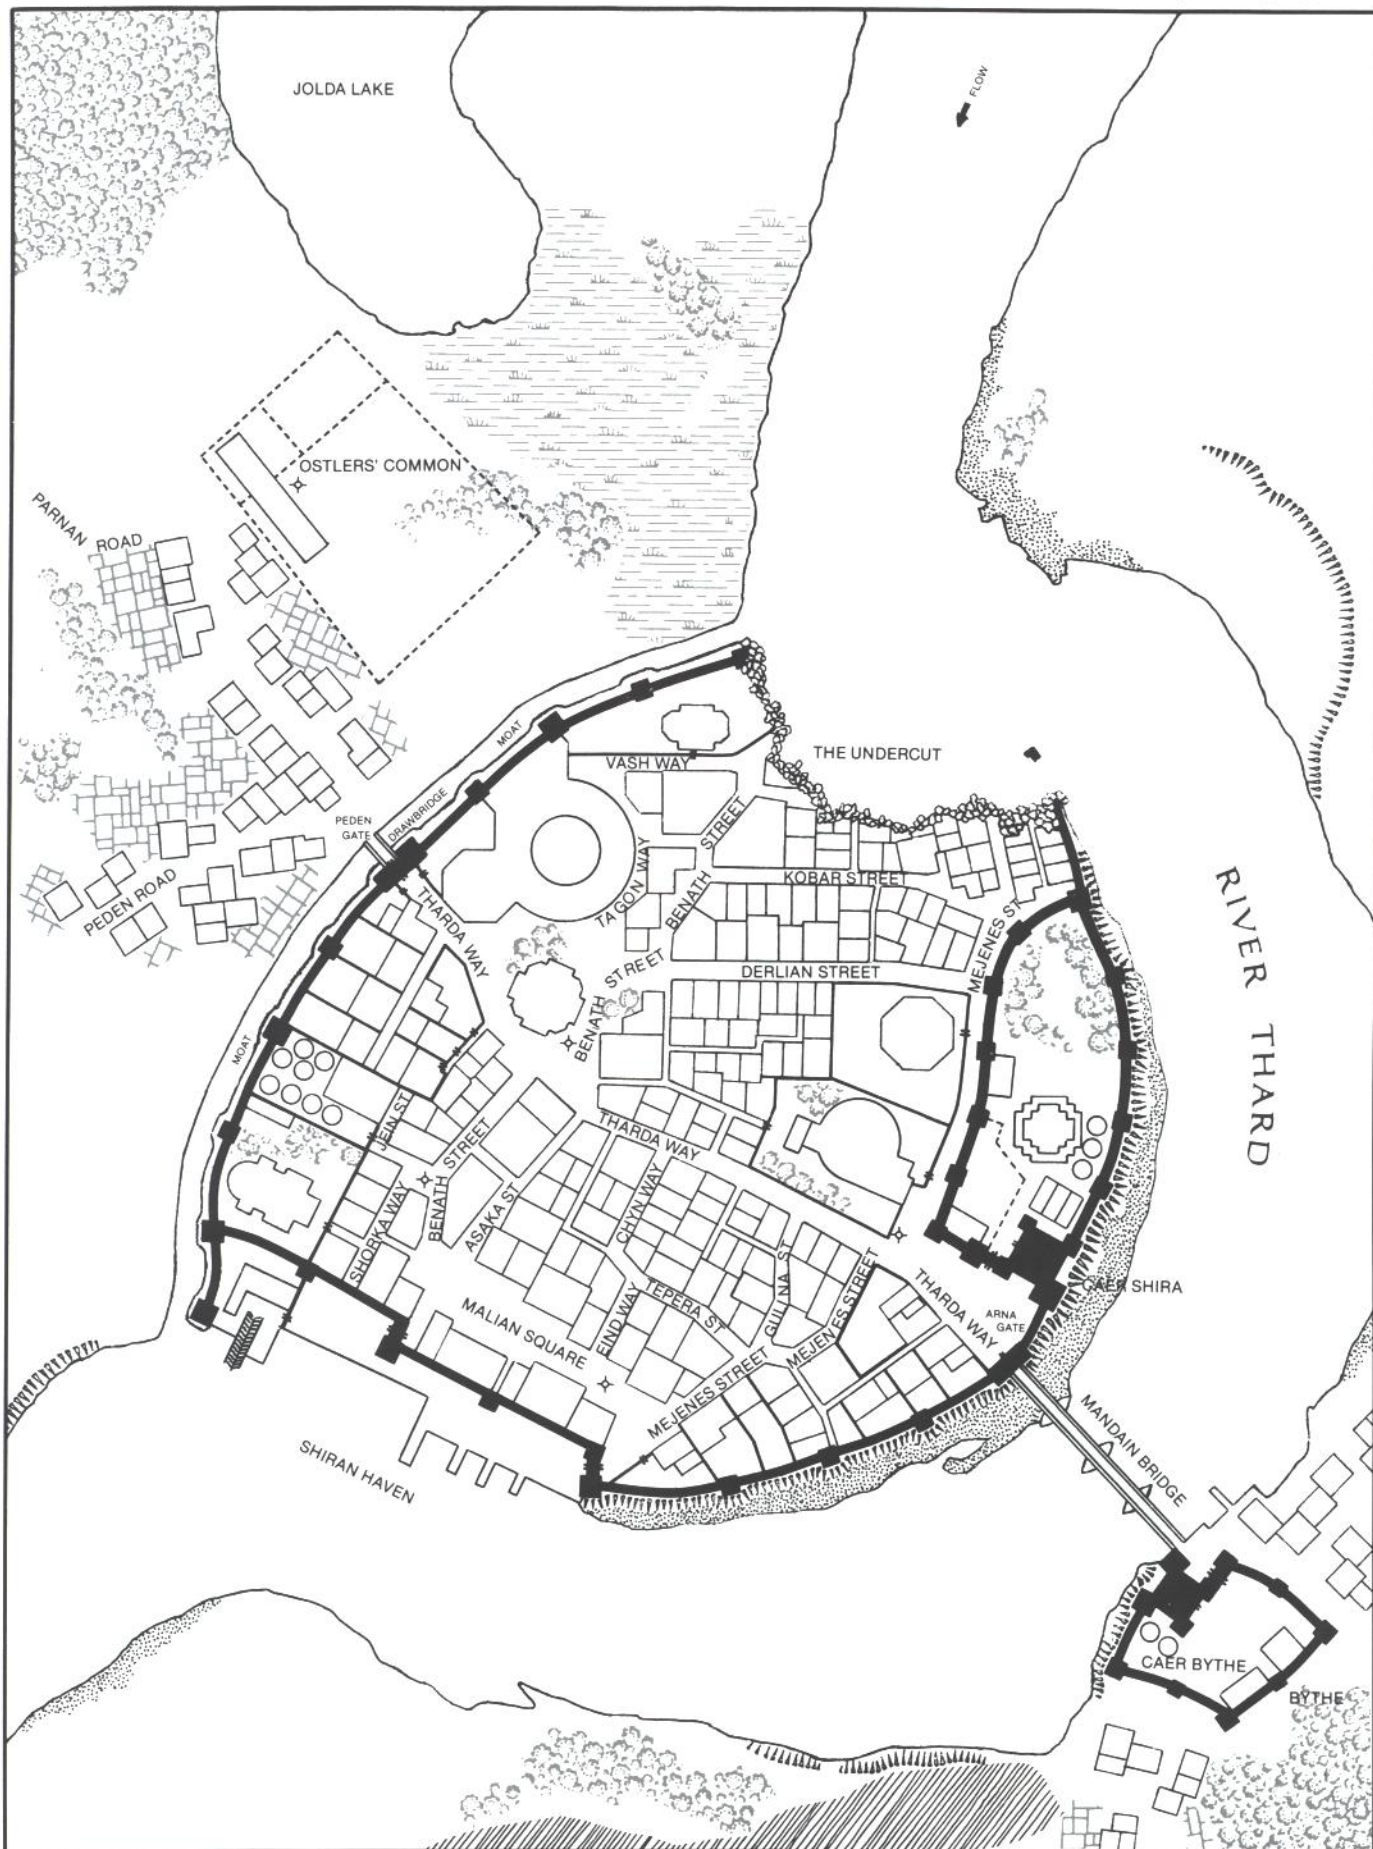 JOLDA LAKE
FLOW
OSTLERS' COMMON
PARNAN ROAD
MOAT
THE UNDERCUT
VASH WAY
DRAWBRIDGE
PEDEN
GATE
TAGON WAY
BENATH STREET
KOBAR STREET
PEDEN ROAD
THARDA WAY
RIVER THARD
MEJENES ST
DERLIAN STREET
BENATH STREET
MOAT
JEIN ST
THARDA WAY
BENATH STREET
SHORKA WAY
ASAKA ST
CHYN WAY
GULINA ST
MEJENES STREET
THARDA WAY
CAER SHIRA
ARNA
GATE
TEPERA ST
EIND WAY
MALIAN SQUARE
MEJENES STREET
MANDAIN BRIDGE
SHIRAN HAVEN
CAER BYTHE
BYTHE